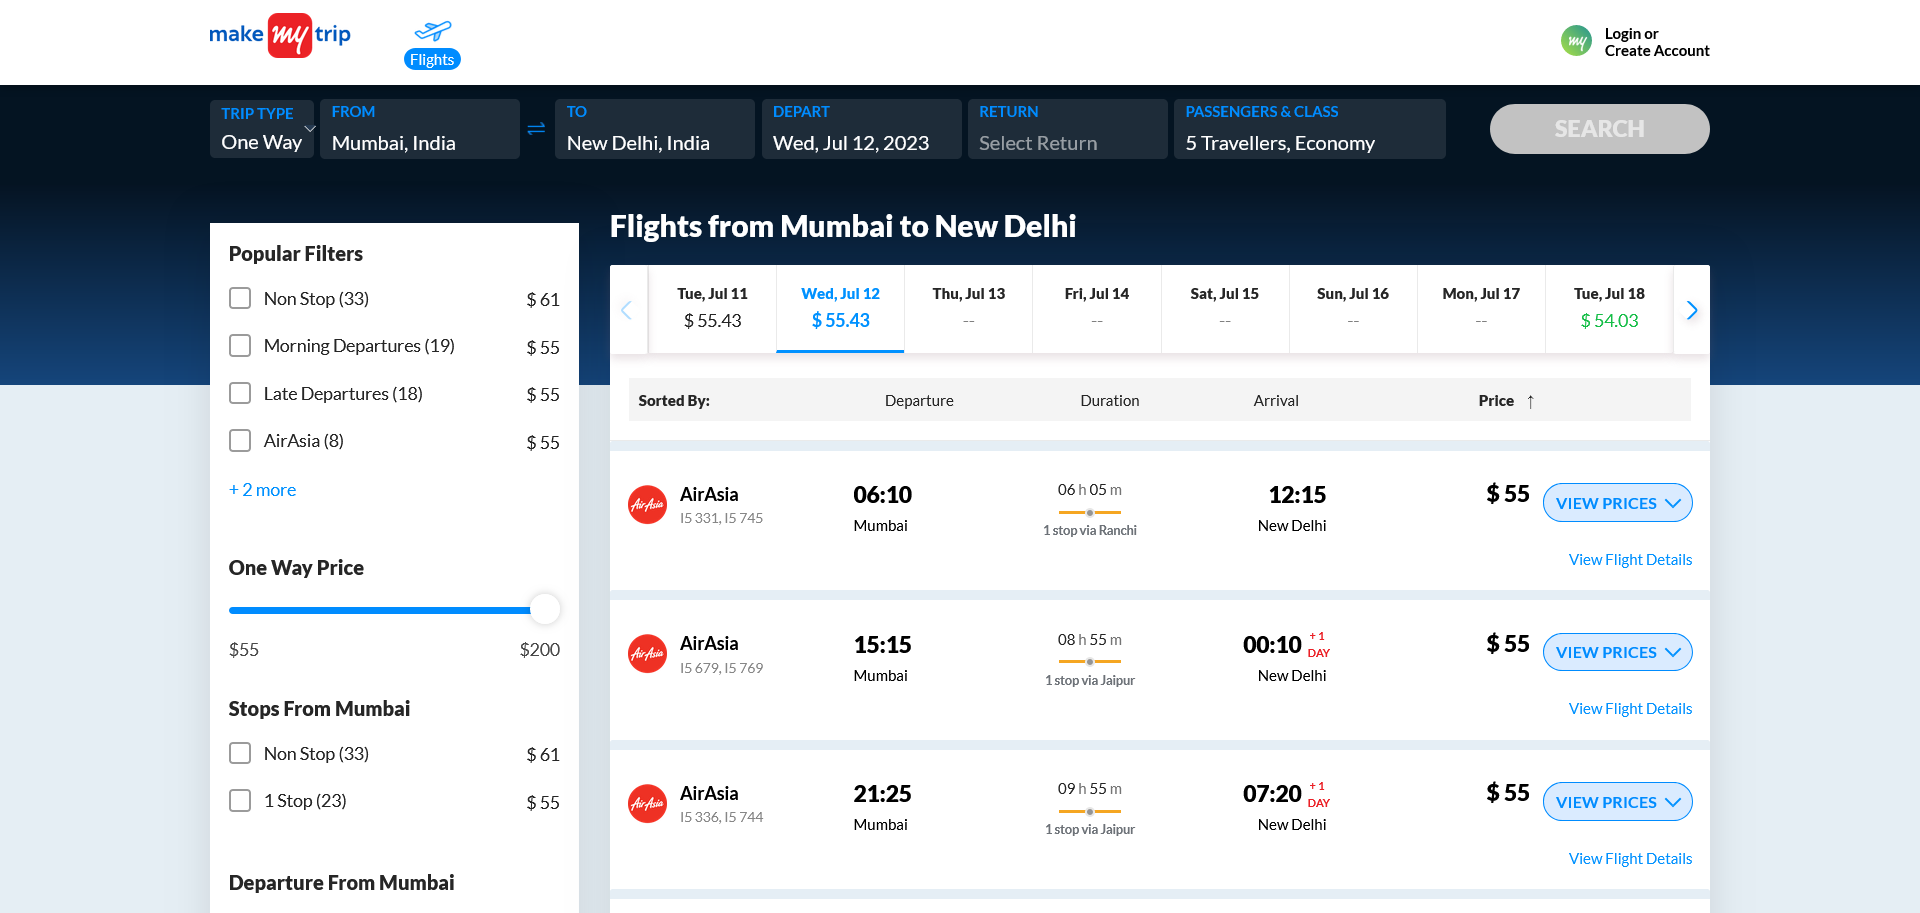 make my trip
Flights
my
Login or
Create Account
TRIP TYPE
One Way
FROM
Mumbai, India
TO
New Delhi, India
DEPART
Wed, Jul 12, 2023
RETURN
Select Return
PASSENGERS & CLASS
5 Travellers, Economy
SEARCH
Popular Filters
Non Stop (33) $ 61
Morning Departures (19) $ 55
Late Departures (18) $ 55
AirAsia (8) $ 55
+ 2 more
One Way Price
$55 $200
Stops From Mumbai
Non Stop (33) $ 61
1 Stop (23) $ 55
Departure From Mumbai
Flights from Mumbai to New Delhi
Tue, Jul 11 Wed, Jul 12 Thu, Jul 13 Fri, Jul 14 Sat, Jul 15 Sun, Jul 16 Mon, Jul 17 Tue, Jul 18
$ 55.43 $ 55.43 -- -- -- -- -- $ 54.03
Sorted By: Departure Duration Arrival Price ↑
AirAsia
AirAsia 06:10 06 h 05 m 12:15 $ 55 VIEW PRICES
I5 331, I5 745 Mumbai 1 stop via Ranchi New Delhi
View Flight Details
AirAsia
AirAsia 15:15 08 h 55 m 00:10 + 1 DAY $ 55 VIEW PRICES
I5 679, I5 769 Mumbai 1 stop via Jaipur New Delhi
View Flight Details
AirAsia
AirAsia 21:25 09 h 55 m 07:20 + 1 DAY $ 55 VIEW PRICES
I5 336, I5 744 Mumbai 1 stop via Jaipur New Delhi
View Flight Details